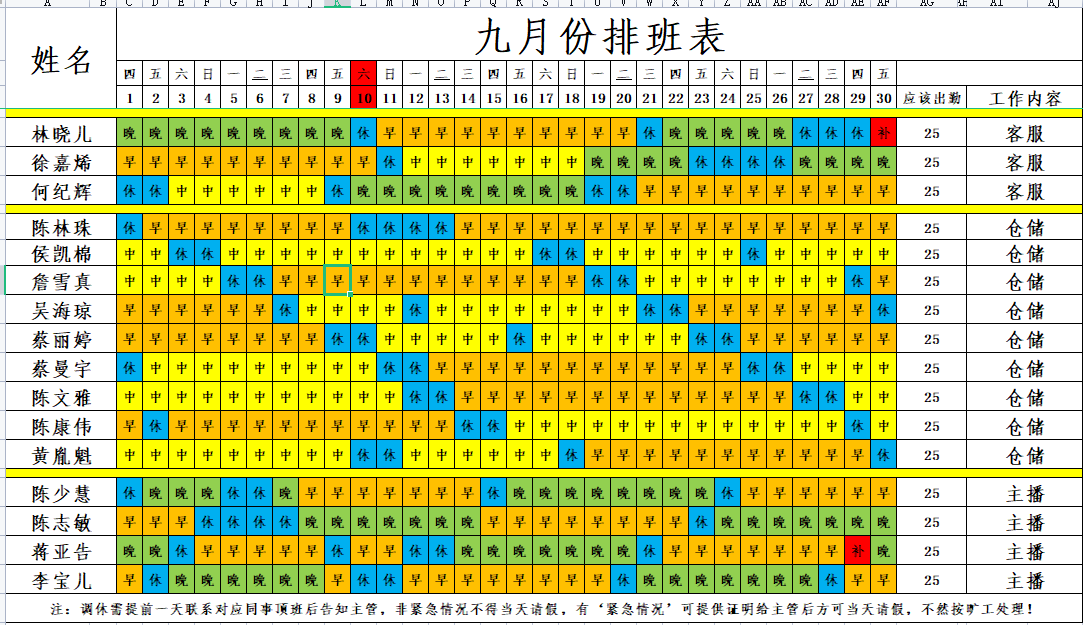 A B C D E F G H I J K L M N O P Q R S T U V W X Y Z AA AB AC AD AE AF AG AH AI AJ
九月份排班表
姓名
四 五 六 日 一 二 三 四 五 六 日 一 二 三 四 五 六 日 一 二 三 四 五 六 日 一 二 三 四 五
1 2 3 4 5 6 7 8 9 10 11 12 13 14 15 16 17 18 19 20 21 22 23 24 25 26 27 28 29 30 应该出勤 工作内容
林晓儿 晚 晚 晚 晚 晚 晚 晚 晚 晚 休 早 早 早 早 早 早 早 早 早 早 休 晚 晚 晚 晚 晚 休 休 休 补 25 客服
徐嘉烯 早 早 早 早 早 早 早 早 早 早 休 中 中 中 中 中 中 中 晚 晚 晚 晚 休 休 休 休 晚 晚 晚 晚 25 客服
何纪辉 休 休 中 中 中 中 中 中 休 晚 晚 晚 晚 晚 晚 晚 晚 晚 休 休 早 早 早 早 早 早 早 早 早 早 25 客服
陈林珠 休 早 早 早 早 早 早 早 早 休 休 休 休 早 早 早 早 早 早 早 早 早 早 早 早 早 早 早 早 早 25 仓储
侯凯棉 中 中 休 休 中 中 中 中 中 中 中 中 中 中 中 中 休 休 中 中 中 中 中 中 休 中 中 中 中 中 25 仓储
詹雪真 中 中 中 中 休 休 早 早 早 早 早 早 早 早 早 早 早 早 休 休 中 中 中 中 中 中 中 中 休 早 25 仓储
吴海琼 早 早 早 早 早 早 休 中 中 中 中 休 中 中 中 中 中 中 中 中 休 休 早 早 早 早 早 早 早 休 25 仓储
蔡丽婷 早 早 早 早 早 早 早 早 休 休 中 中 中 中 中 休 中 中 中 中 中 中 休 休 早 早 早 早 早 早 25 仓储
蔡曼宇 休 中 中 中 中 中 中 中 中 中 休 休 早 早 早 早 早 早 早 早 早 早 早 早 休 休 中 中 中 中 25 仓储
陈文雅 中 中 中 中 中 中 中 中 中 中 中 休 休 早 早 早 早 早 早 早 早 早 早 早 早 早 休 休 中 中 25 仓储
陈康伟 早 休 早 早 早 早 早 早 早 早 早 早 早 休 休 中 中 中 中 中 中 中 中 中 中 中 中 中 休 中 25 仓储
黄胤魁 中 中 中 中 中 中 中 中 中 休 休 中 中 中 中 中 中 休 早 早 早 早 早 早 早 早 早 早 早 休 25 仓储
陈少慧 休 晚 晚 晚 休 休 晚 早 早 早 早 早 早 早 休 晚 晚 晚 晚 晚 晚 晚 晚 休 早 早 早 早 早 早 25 主播
陈志敏 早 早 早 休 休 休 休 晚 晚 晚 晚 晚 晚 晚 早 早 早 早 早 早 早 早 休 晚 晚 晚 晚 晚 晚 晚 25 主播
蒋亚告 晚 晚 休 早 早 早 早 早 休 早 早 休 休 晚 晚 晚 晚 晚 晚 晚 休 早 早 早 早 早 早 早 补 晚 25 主播
李宝儿 早 休 晚 晚 晚 晚 晚 晚 早 休 休 早 早 早 早 早 早 早 早 休 晚 晚 晚 晚 晚 晚 晚 休 早 早 25 主播
注：调休需提前一天联系对应同事顶班后告知主管，非紧急情况不得当天请假，有‘紧急情况’可提供证明给主管后方可当天请假，不然按旷工处理！